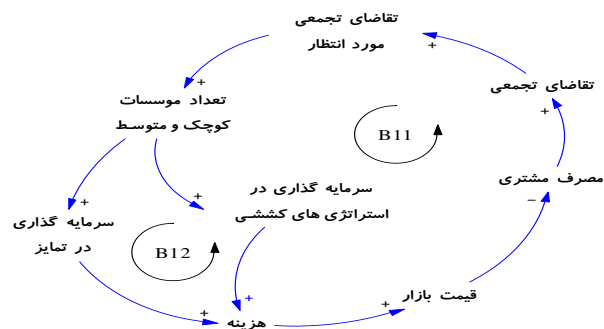 تقاضای تجمعی
مورد انتظار
+
+
تقاضای تجمعی
تعداد موسسات
کوچک و متوسط
+
B11
مصرف مشتری
–
سرمایه گذاری در
استراتژی های کششی
+
+
سرمایه گذاری
در تمایز
B12
قیمت بازار
+
+
+
هزینه